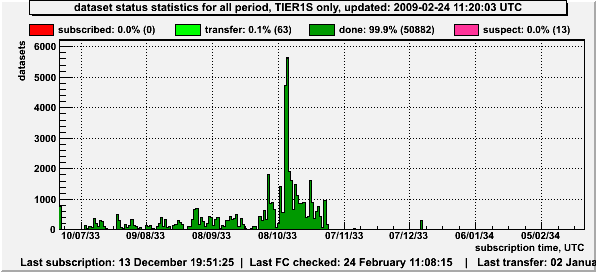 dataset status statistics for all period, TIER1S only, updated: 2009-02-24 11:20:03 UTC
subscribed: 0.0% (0) transfer: 0.1% (63) done: 99.9% (50882) suspect: 0.0% (13)
datasets
6000
5000
4000
3000
2000
1000
0
10/07/33 09/08/33 08/09/33 08/10/33 07/11/33 07/12/33 06/01/34 05/02/34
subscription time, UTC
Last subscription: 13 December 19:51:25 | Last FC checked: 24 February 11:08:15 | Last transfer: 02 Janua